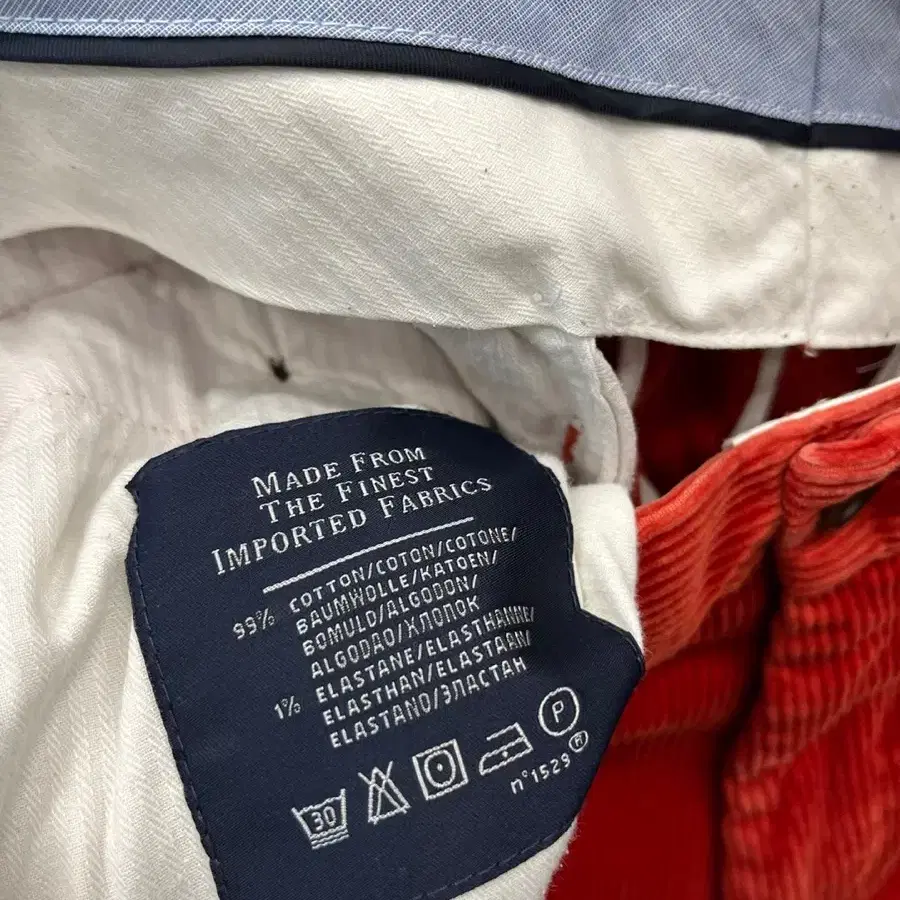 MADE FROM
THE FINEST
IMPORTED FABRICS
99% COTTON/COTON/COTONE/
BAUMWOLLE/KATOEN/
BOMULD/ALGODON/
ALGODAO/ХЛОПОК
1% ELASTANE/ELASTHANNE/
ELASTHAN/ELASTAAN/
ELASTANO/ЭЛАСТАН
30
P
n°1529 R